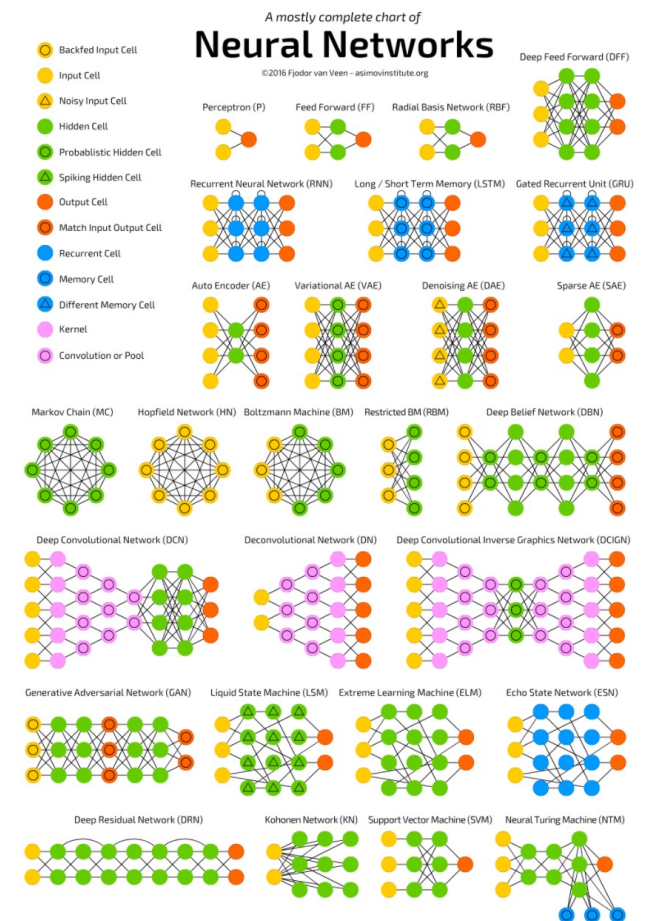 A mostly complete chart of
Neural Networks
©2016 Fjodor van Veen - asimovinstitute.org
Backfed Input Cell
Input Cell
Noisy Input Cell
Hidden Cell
Probablistic Hidden Cell
Spiking Hidden Cell
Output Cell
Match Input Output Cell
Recurrent Cell
Memory Cell
Different Memory Cell
Kernel
Convolution or Pool
Deep Feed Forward (DFF)
Perceptron (P)
Feed Forward (FF)
Radial Basis Network (RBF)
Recurrent Neural Network (RNN)
Long / Short Term Memory (LSTM)
Gated Recurrent Unit (GRU)
Auto Encoder (AE)
Variational AE (VAE)
Denoising AE (DAE)
Sparse AE (SAE)
Markov Chain (MC)
Hopfield Network (HN)
Boltzmann Machine (BM)
Restricted BM (RBM)
Deep Belief Network (DBN)
Deep Convolutional Network (DCN)
Deconvolutional Network (DN)
Deep Convolutional Inverse Graphics Network (DCIGN)
Generative Adversarial Network (GAN)
Liquid State Machine (LSM)
Extreme Learning Machine (ELM)
Echo State Network (ESN)
Deep Residual Network (DRN)
Kohonen Network (KN)
Support Vector Machine (SVM)
Neural Turing Machine (NTM)